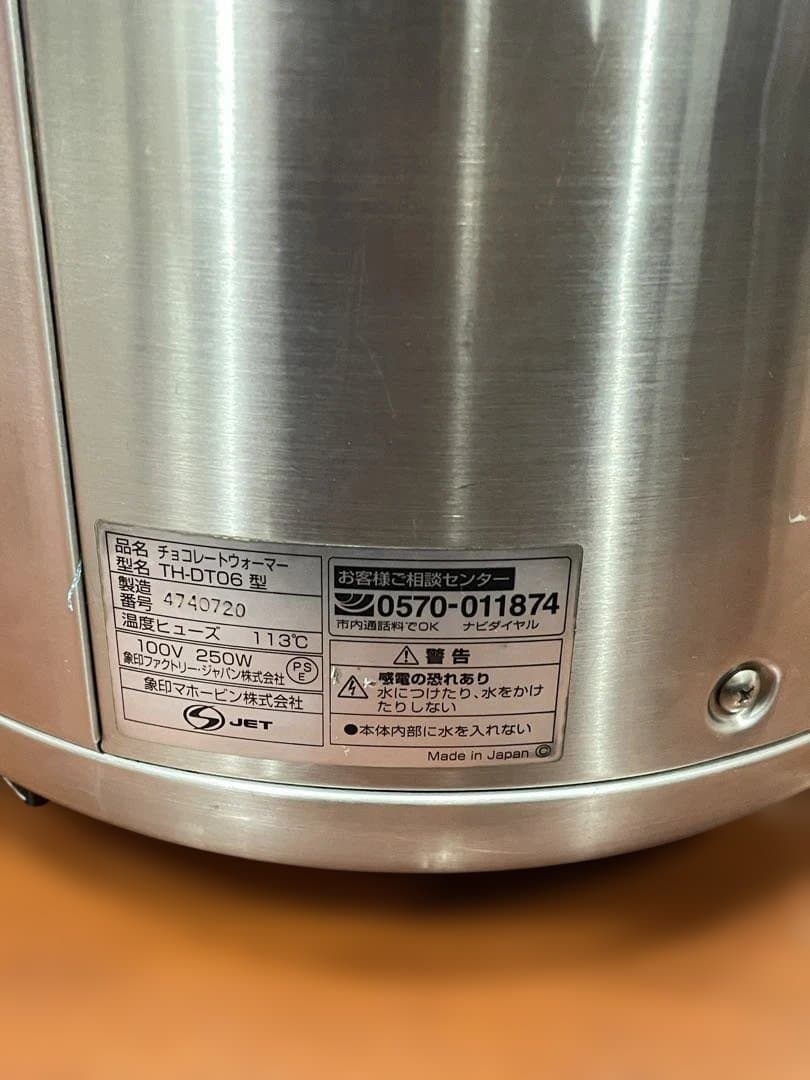 品名 チョコレートウォーマー
型名 TH-DT06 型
製造
番号 4740720
温度ヒューズ 113℃
100V 250W
象印ファクトリー・ジャパン株式会社
PS
E
象印マホービン株式会社
JET
お客様ご相談センター
0570-011874
市内通話料でOK ナビダイヤル
警告
感電の恐れあり
水につけたり、水をかけ
たりしない
●本体内部に水を入れない
Made in Japan Ⓒ